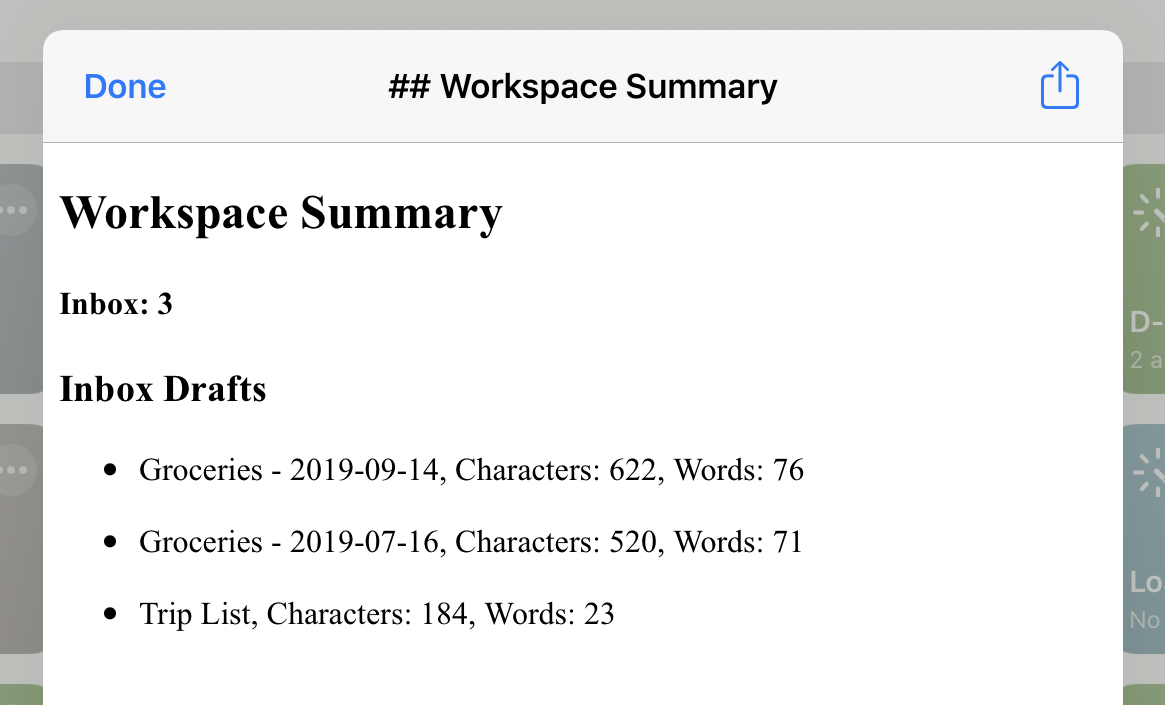 Done
## Workspace Summary
Workspace Summary
Inbox: 3
Inbox Drafts
Groceries - 2019-09-14, Characters: 622, Words: 76
Groceries - 2019-07-16, Characters: 520, Words: 71
Trip List, Characters: 184, Words: 23
D-
2 a
Lo
No